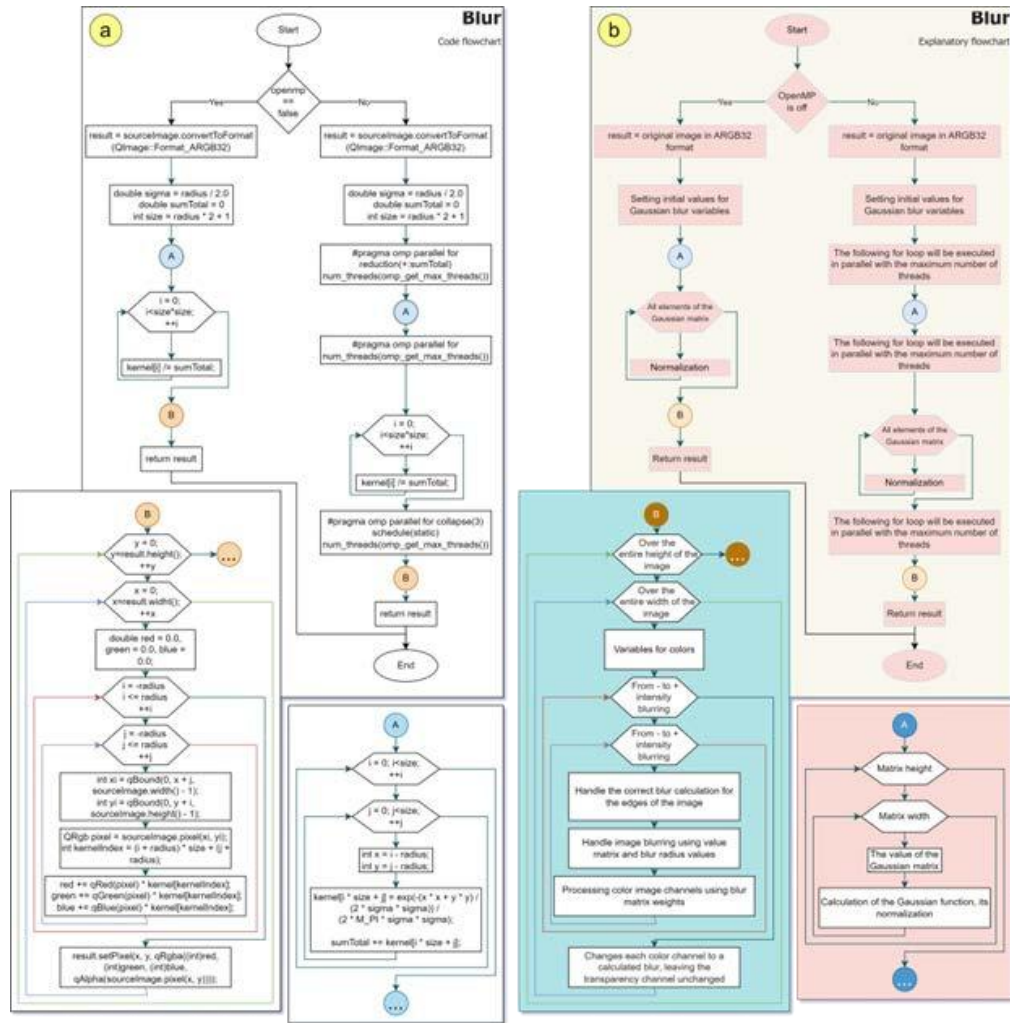 a
Blur
Code flowchart
Start
openmp
==
false
Yes
No
result = sourceImage.convertToFormat
(QImage::Format_ARGB32)
double sigma = radius / 2.0
double sumTotal = 0
int size = radius * 2 + 1
A
i = 0;
i<size*size;
++i
kernel[i] /= sumTotal;
B
return result
result = sourceImage.convertToFormat
(QImage::Format_ARGB32)
double sigma = radius / 2.0
double sumTotal = 0
int size = radius * 2 + 1
#pragma omp parallel for
reduction(+:sumTotal)
num_threads(omp_get_max_threads())
A
#pragma omp parallel for
num_threads(omp_get_max_threads())
i = 0;
i<size*size;
++i
kernel[i] /= sumTotal;
#pragma omp parallel for collapse(3)
schedule(static)
num_threads(omp_get_max_threads())
B
return result
End
B
y = 0;
y<result.height();
++y
...
x = 0;
x<result.widht();
++x
double red = 0.0,
green = 0.0, blue =
0.0;
i = -radius
i <= radius
++i
j = -radius
j <= radius
++j
int xi = qBound(0, x + j,
sourceImage.width() - 1);
int yi = qBound(0, y + i,
sourceImage.height() - 1);
QRgb pixel = sourceImage.pixel(xi, yi);
int kernelIndex = (i + radius) * size + (j +
radius);
red += qRed(pixel) * kernel[kernelIndex];
green += qGreen(pixel) * kernel[kernelIndex];
blue += qBlue(pixel) * kernel[kernelIndex];
result.setPixel(x, y, qRgba((int)red,
(int)green, (int)blue,
qAlpha(sourceImage.pixel(x, y))));
A
i = 0; i<size;
++i
j = 0; j<size;
++j
int x = i - radius;
int y = j - radius;
kernel[i * size + j] = exp(-(x * x + y * y) /
(2 * sigma * sigma)) /
(2 * M_PI * sigma * sigma);
sumTotal += kernel[i * size + j];
...
b
Blur
Explanatory flowchart
Start
OpenMP
is off
Yes
No
result = original image in ARGB32
format
Setting initial values for
Gaussian blur variables
A
All elements of the
Gaussian matrix
Normalization
B
Return result
result = original image in ARGB32
format
Setting initial values for
Gaussian blur variables
The following for loop will be executed
in parallel with the maximum number of
threads
A
The following for loop will be executed
in parallel with the maximum number of
threads
All elements of the
Gaussian matrix
Normalization
The following for loop will be executed
in parallel with the maximum number of
threads
B
Return result
End
B
Over the
entire height of the
image
...
Over the
entire width of the
image
Variables for colors
From - to +
intensity
blurring
From - to +
intensity
blurring
Handle the correct blur calculation for
the edges of the image
Handle image blurring using value
matrix and blur radius values
Processing color image channels using blur
matrix weights
Changes each color channel to a
calculated blur, leaving the
transparency channel unchanged
A
Matrix height
Matrix width
The value of the
Gaussian matrix
Calculation of the Gaussian function, its
normalization
...